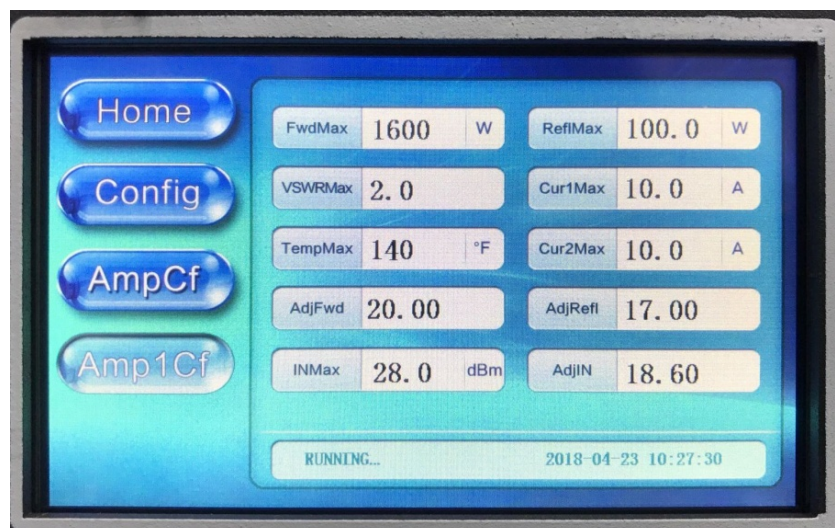 Home
Config
AmpCf
Amp1Cf
FwdMax 1600 W
ReflMax 100.0 W
VSWRMax 2.0
Cur1Max 10.0 A
TempMax 140 °F
Cur2Max 10.0 A
AdjFwd 20.00
AdjRefl 17.00
INMax 28.0 dBm
AdjIN 18.60
RUNNING... 2018-04-23 10:27:30